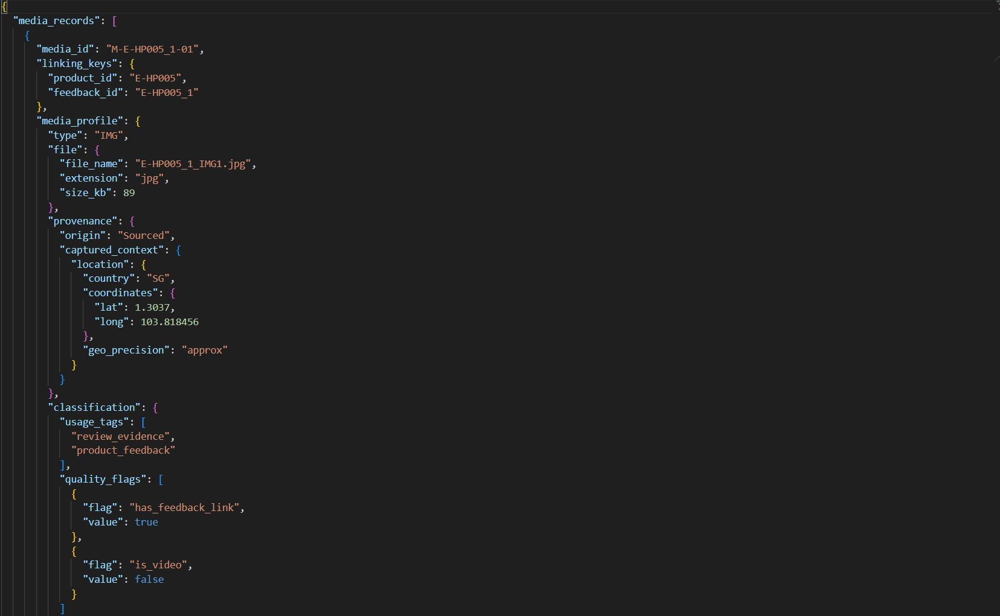 {
  "media_records": [
    {
      "media_id": "M-E-HP005_1-01",
      "linking_keys": {
        "product_id": "E-HP005",
        "feedback_id": "E-HP005_1"
      },
      "media_profile": {
        "type": "IMG",
        "file": {
          "file_name": "E-HP005_1_IMG1.jpg",
          "extension": "jpg",
          "size_kb": 89
        },
        "provenance": {
          "origin": "Sourced",
          "captured_context": {
            "location": {
              "country": "SG",
              "coordinates": {
                "lat": 1.3037,
                "long": 103.818456
              },
              "geo_precision": "approx"
            }
          }
        },
        "classification": {
          "usage_tags": [
            "review_evidence",
            "product_feedback"
          ],
          "quality_flags": [
            {
              "flag": "has_feedback_link",
              "value": true
            },
            {
              "flag": "is_video",
              "value": false
            }
          ]